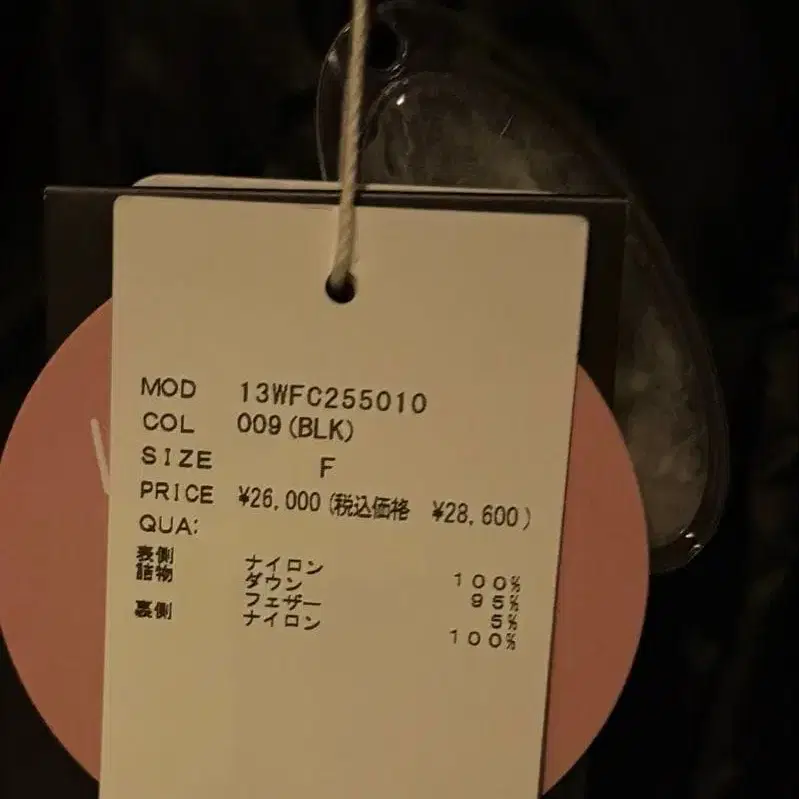 MOD 13WFC255010
COL 009(BLK)
SIZE F
PRICE ¥26,000(税込価格 ¥28,600)
QUA:
表側 ナイロン 100%
詰物 ダウン 95%
フェザー 5%
裏側 ナイロン 100%